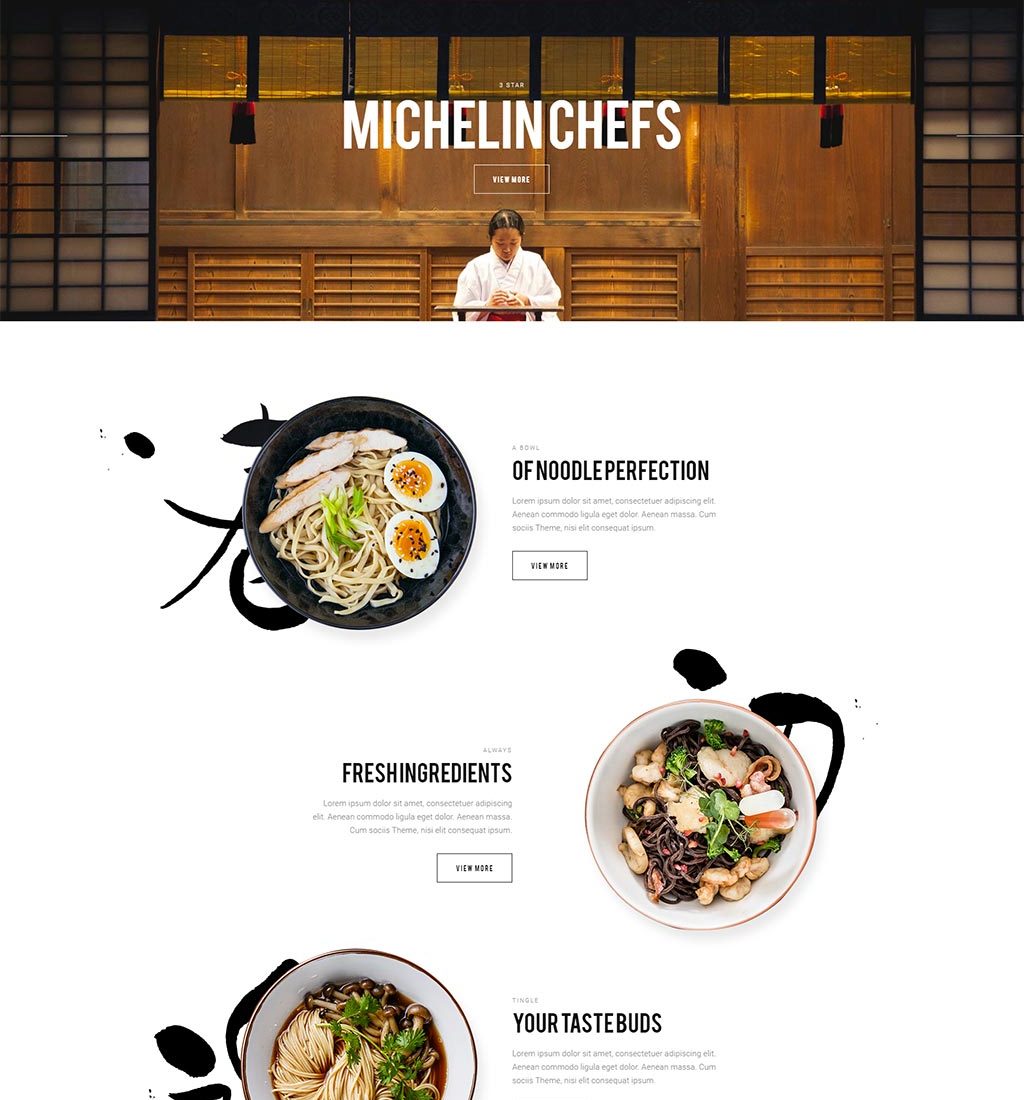 3 STAR
MICHELIN CHEFS
VIEW MORE
A BOWL
OF NOODLE PERFECTION
Lorem ipsum dolor sit amet, consectetuer adipiscing elit.
Aenean commodo ligula eget dolor. Aenean massa. Cum
sociis Theme, nisi elit consequat ipsum.
VIEW MORE
ALWAYS
FRESH INGREDIENTS
Lorem ipsum dolor sit amet, consectetuer adipiscing
elit. Aenean commodo ligula eget dolor. Aenean massa.
Cum sociis Theme, nisi elit consequat ipsum.
VIEW MORE
TINGLE
YOUR TASTE BUDS
Lorem ipsum dolor sit amet, consectetuer adipiscing elit.
Aenean commodo ligula eget dolor. Aenean massa. Cum
sociis Theme, nisi elit consequat ipsum.